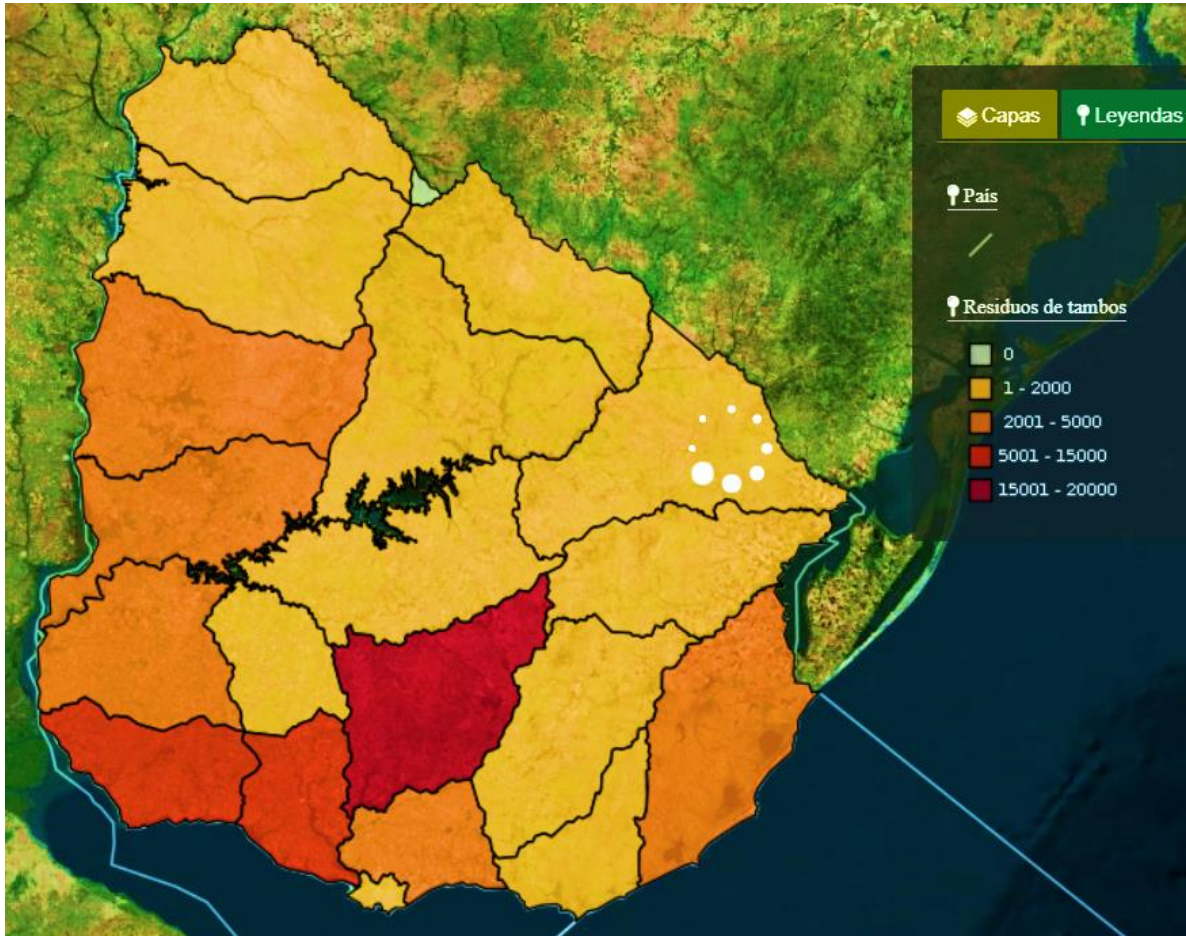 Capas
Leyendas
País
Residuos de tambos
0
1 - 2000
2001 - 5000
5001 - 15000
15001 - 20000